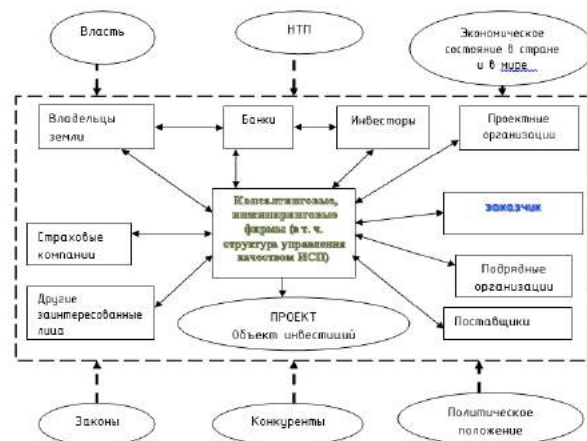 Власть
НТП
Экономическое
состояние в стране
и в мире
Владельцы
земли
Банки
Инвесторы
Проектные
организации
Консалтинговые,
инжиниринговые
фирмы (в т. ч.
структура управления
качеством ИСП)
заказчик
Страховые
компании
Подрядные
организации
Другие
заинтересованные
лица
ПРОЕКТ
Объект инвестиций
Поставщики
Законы
Конкуренты
Политическое
положение